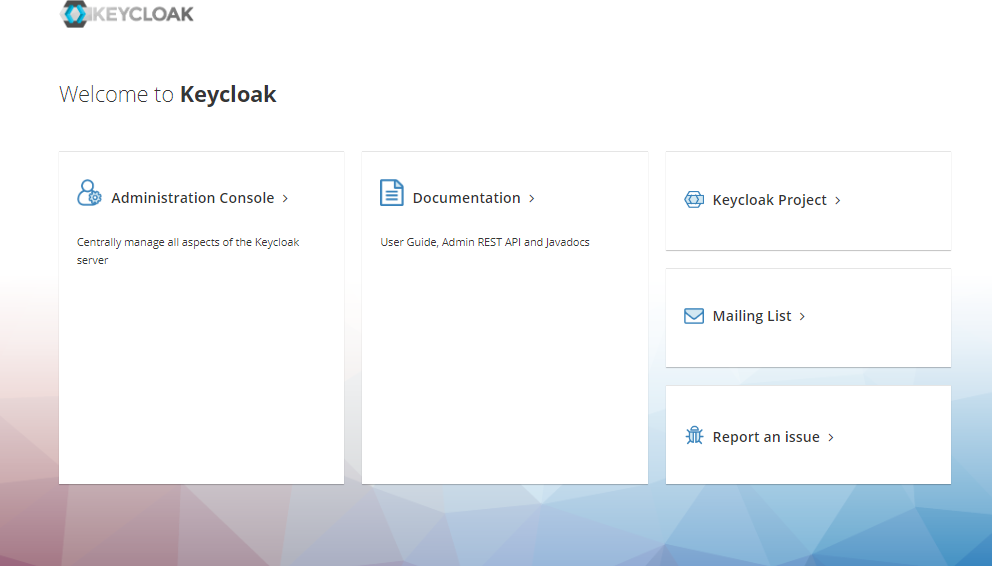 KEYCLOAK
Welcome to Keycloak
Administration Console
Centrally manage all aspects of the Keycloak
server
Documentation
User Guide, Admin REST API and Javadocs
Keycloak Project
Mailing List
Report an issue